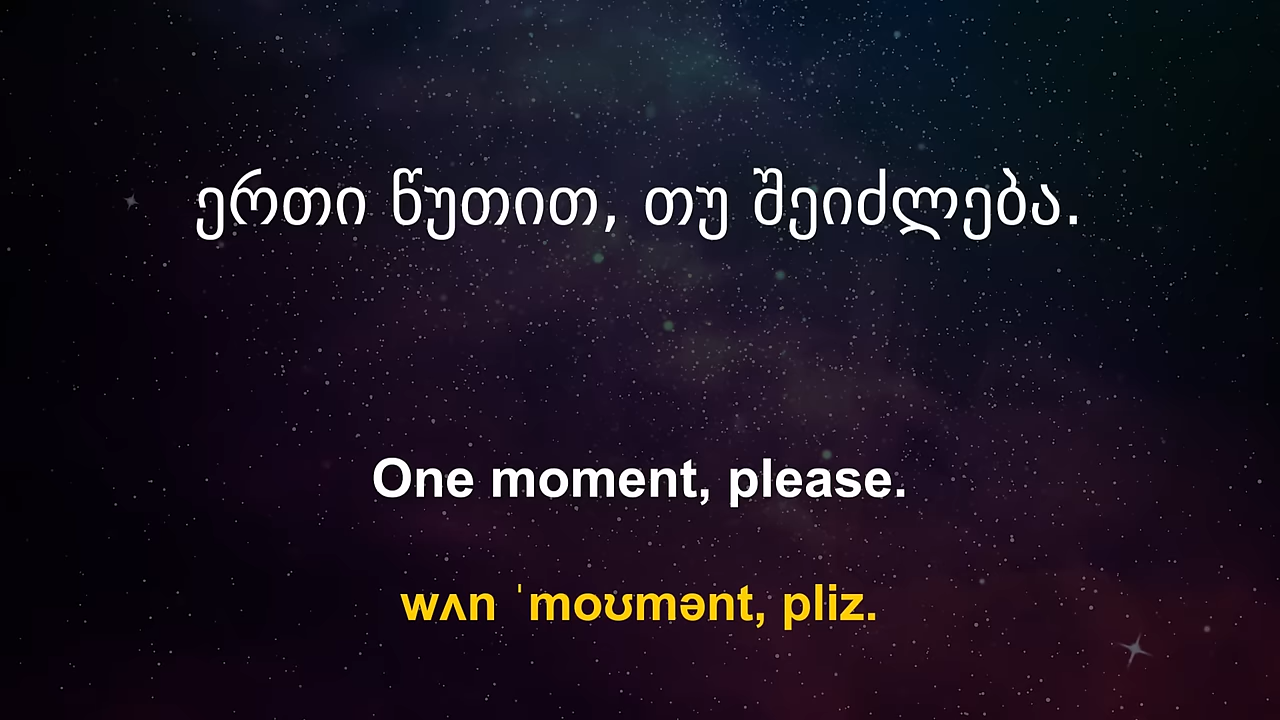 ერთი წუთით, თუ შეიძლება.
One moment, please.
wʌn ˈmoʊmənt, pliz.